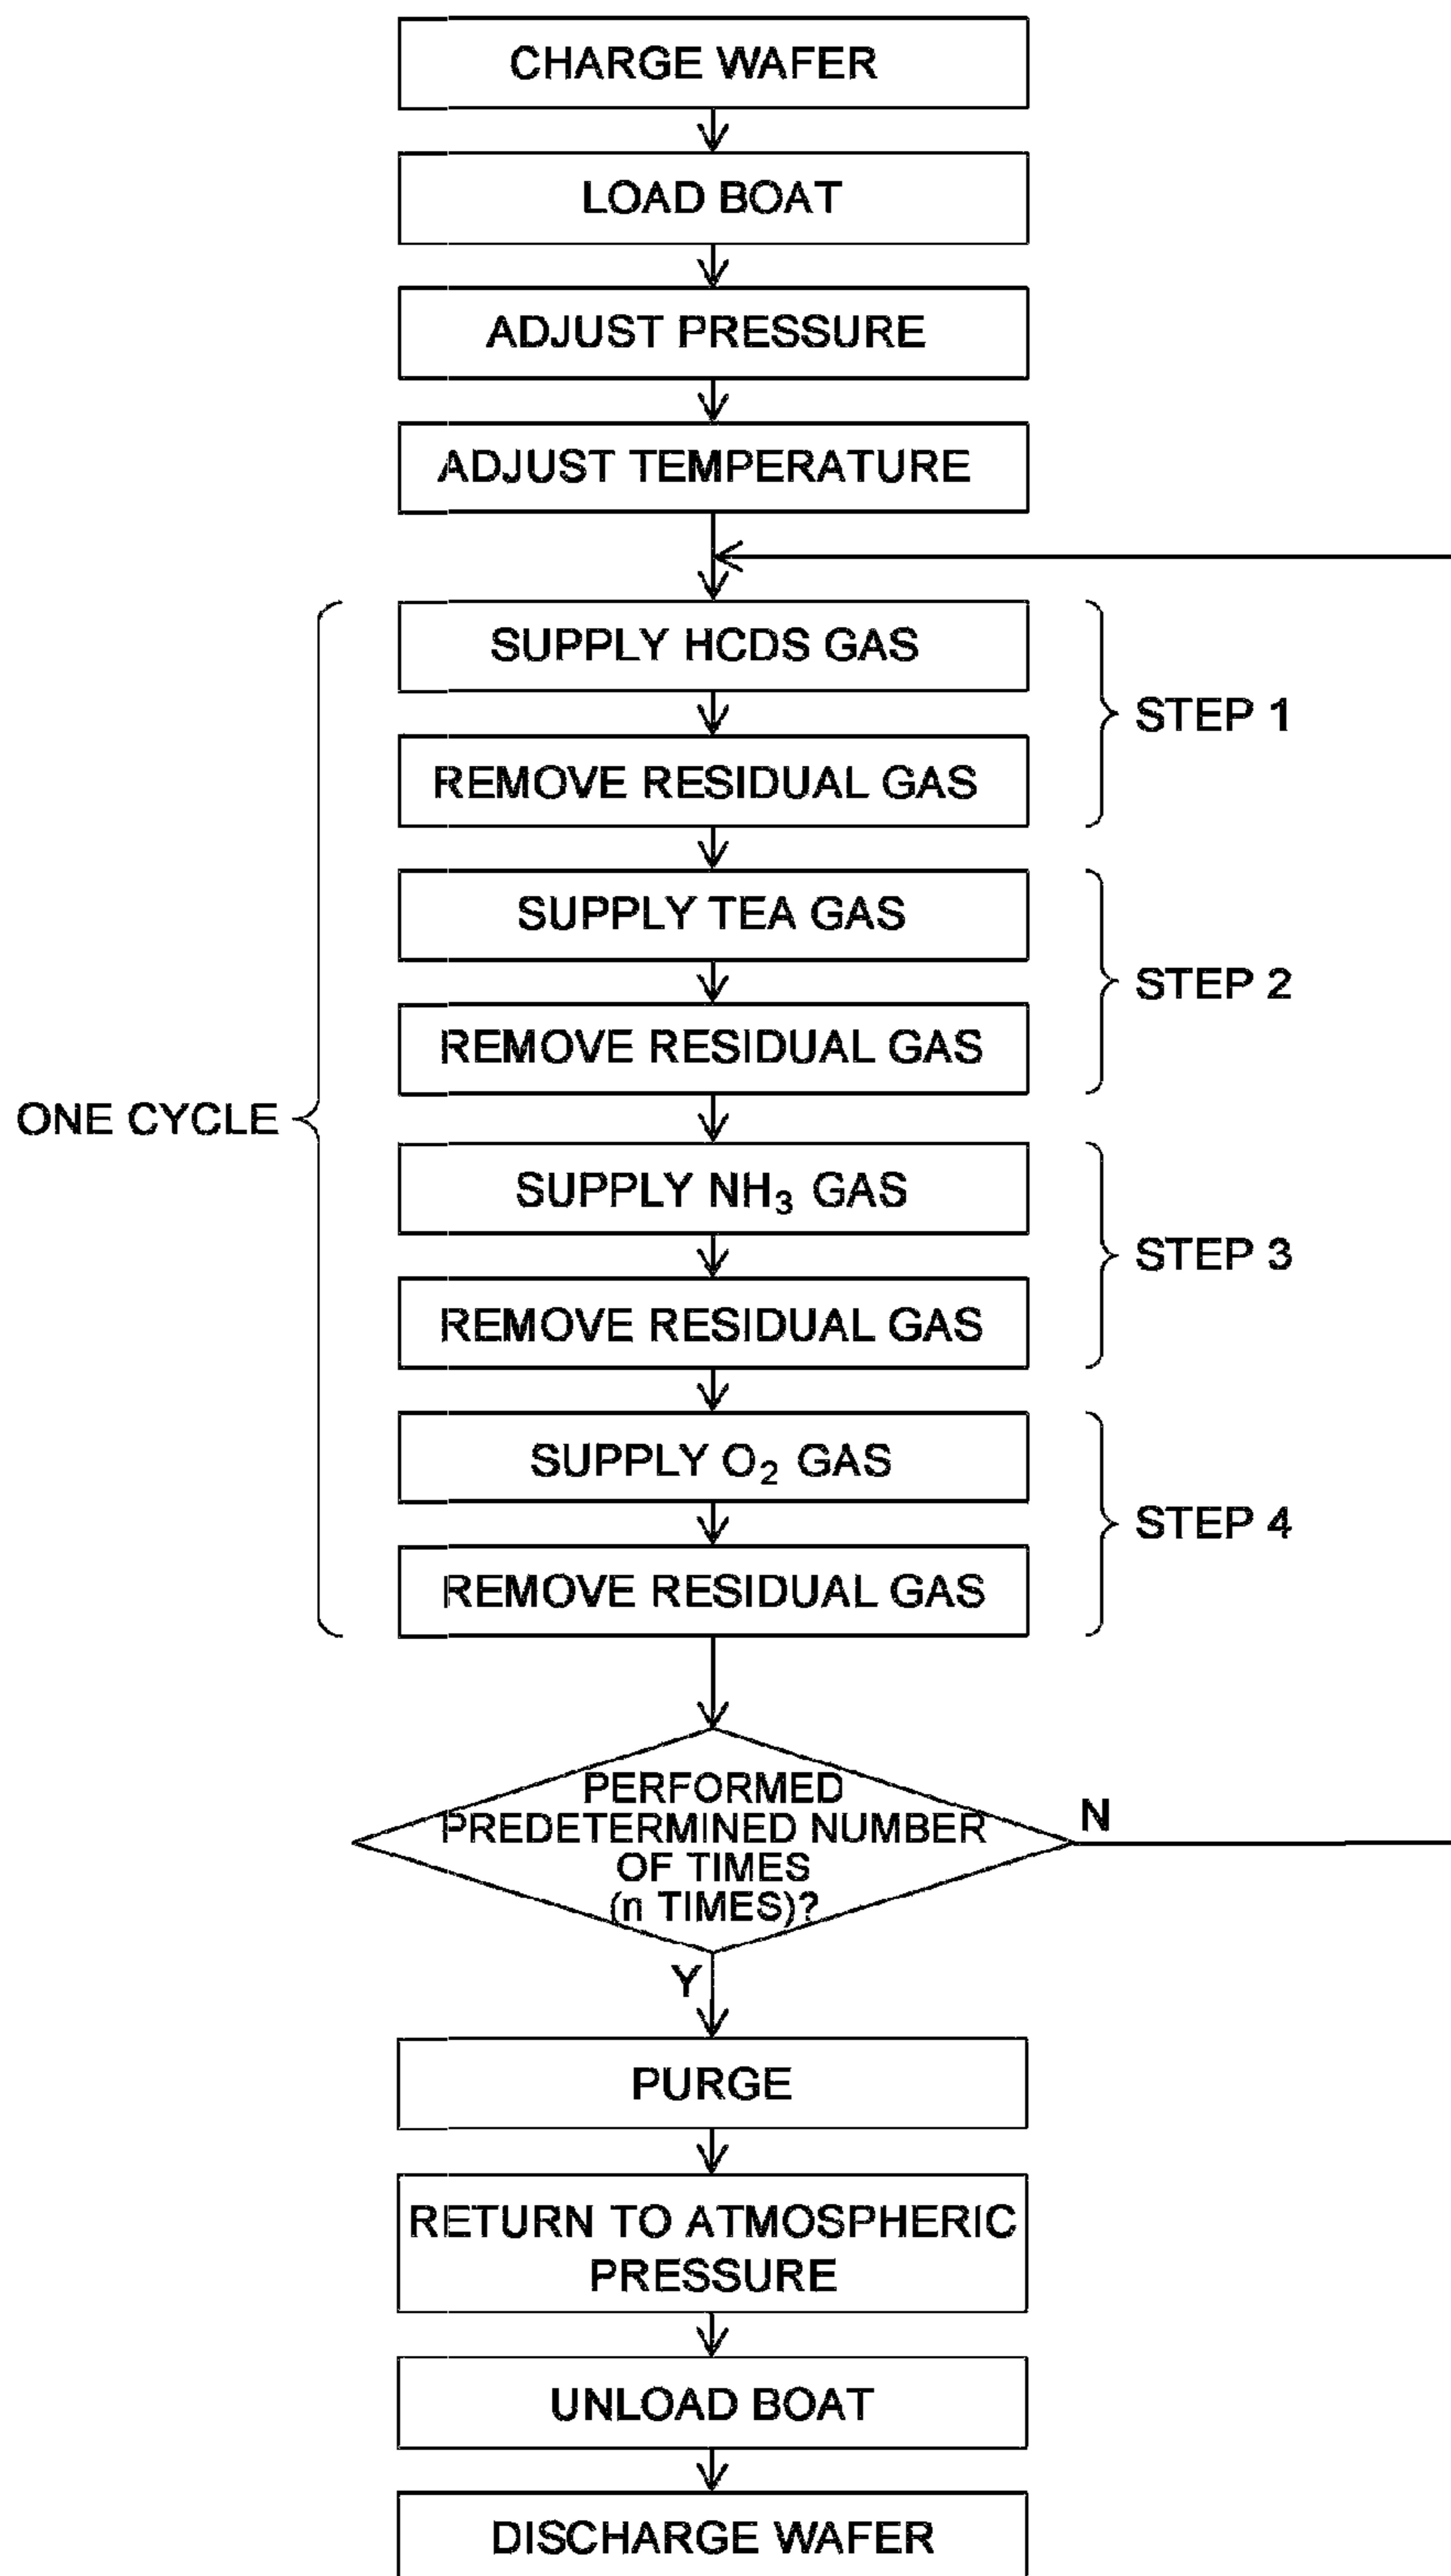 CHARGE WAFER
LOAD BOAT
ADJUST PRESSURE
ADJUST TEMPERATURE
SUPPLY HCDS GAS
STEP 1
REMOVE RESIDUAL GAS
SUPPLY TEA GAS
STEP 2
REMOVE RESIDUAL GAS
ONE CYCLE
SUPPLY NH₃ GAS
STEP 3
REMOVE RESIDUAL GAS
SUPPLY O₂ GAS
STEP 4
REMOVE RESIDUAL GAS
PERFORMED
PREDETERMINED NUMBER
OF TIMES
(n TIMES)?
N
Y
PURGE
RETURN TO ATMOSPHERIC
PRESSURE
UNLOAD BOAT
DISCHARGE WAFER